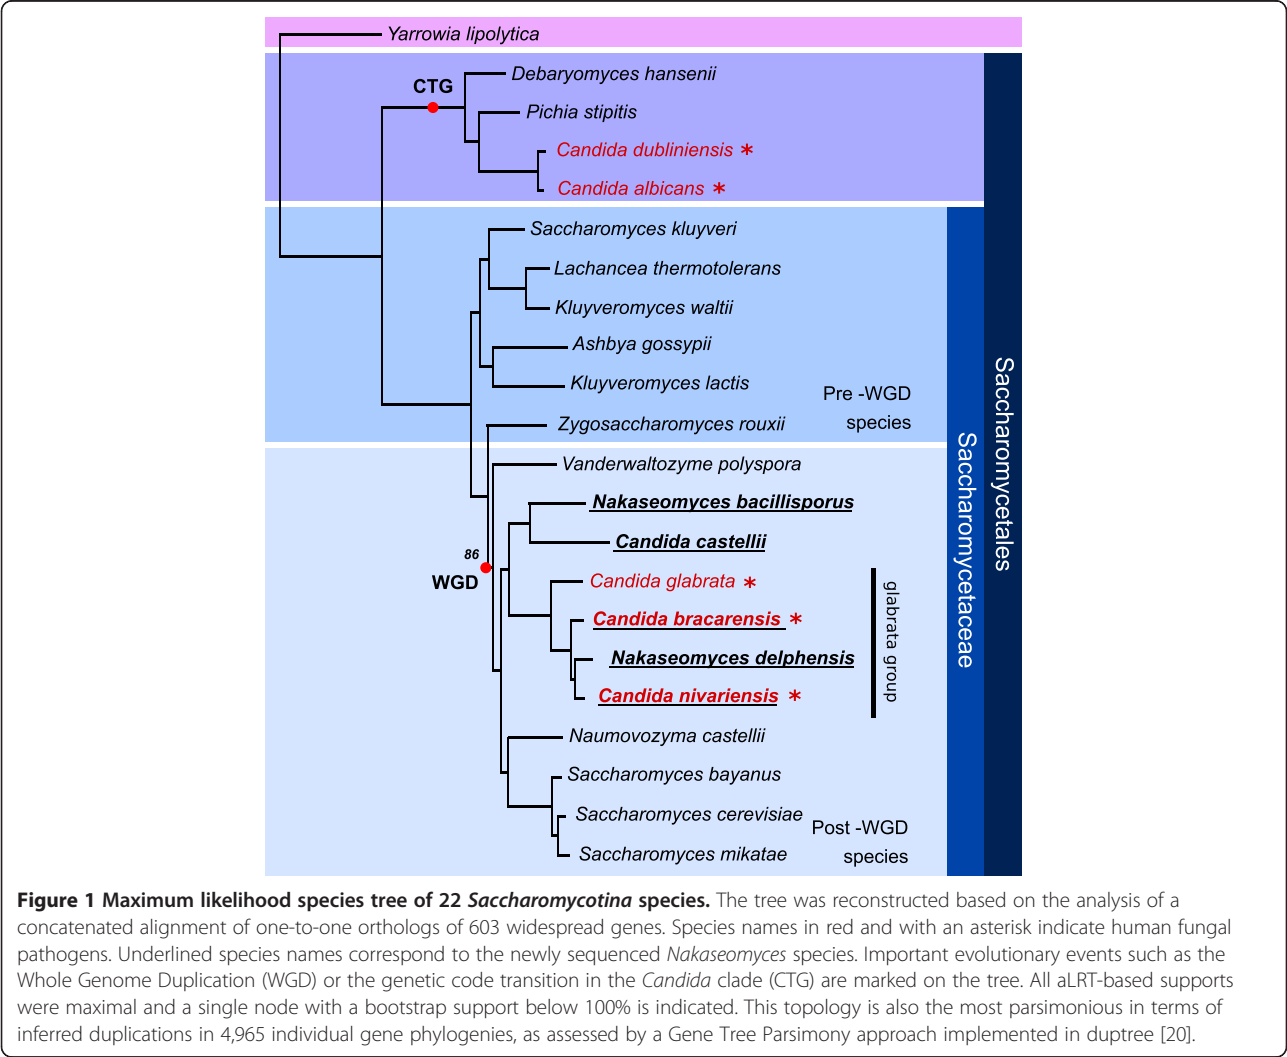 Yarrowia lipolytica
Debaryomyces hansenii
CTG
Pichia stipitis
Candida dubliniensis *
Candida albicans *
Saccharomyces kluyveri
Lachancea thermotolerans
Kluyveromyces waltii
Ashbya gossypii
Kluyveromyces lactis
Pre -WGD
species
Zygosaccharomyces rouxii
Vanderwaltozyme polyspora
Nakaseomyces bacillisporus
Candida castellii
86
WGD
Candida glabrata *
Candida bracarensis *
Nakaseomyces delphensis
Candida nivariensis *
glabrata group
Naumovozyma castellii
Saccharomyces bayanus
Saccharomyces cerevisiae
Post -WGD
species
Saccharomyces mikatae
Saccharomycetaceae
Saccharomycetales
Figure 1 Maximum likelihood species tree of 22 Saccharomycotina species. The tree was reconstructed based on the analysis of a
concatenated alignment of one-to-one orthologs of 603 widespread genes. Species names in red and with an asterisk indicate human fungal
pathogens. Underlined species names correspond to the newly sequenced Nakaseomyces species. Important evolutionary events such as the
Whole Genome Duplication (WGD) or the genetic code transition in the Candida clade (CTG) are marked on the tree. All aLRT-based supports
were maximal and a single node with a bootstrap support below 100% is indicated. This topology is also the most parsimonious in terms of
inferred duplications in 4,965 individual gene phylogenies, as assessed by a Gene Tree Parsimony approach implemented in duptree [20].